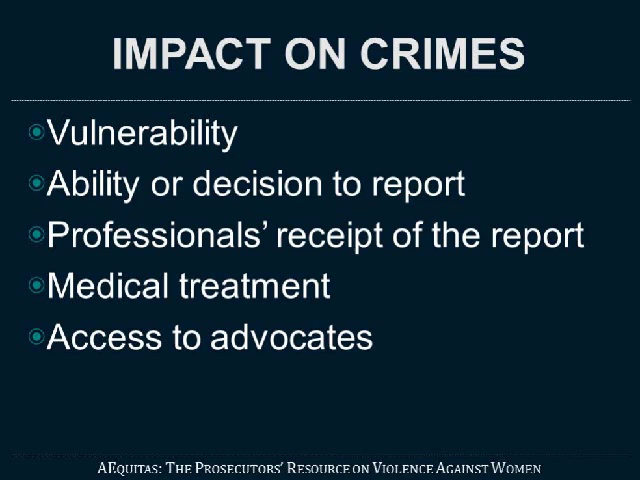 IMPACT ON CRIMES
Vulnerability
Ability or decision to report
Professionals’ receipt of the report
Medical treatment
Access to advocates
AEQUITAS: THE PROSECUTORS’ RESOURCE ON VIOLENCE AGAINST WOMEN